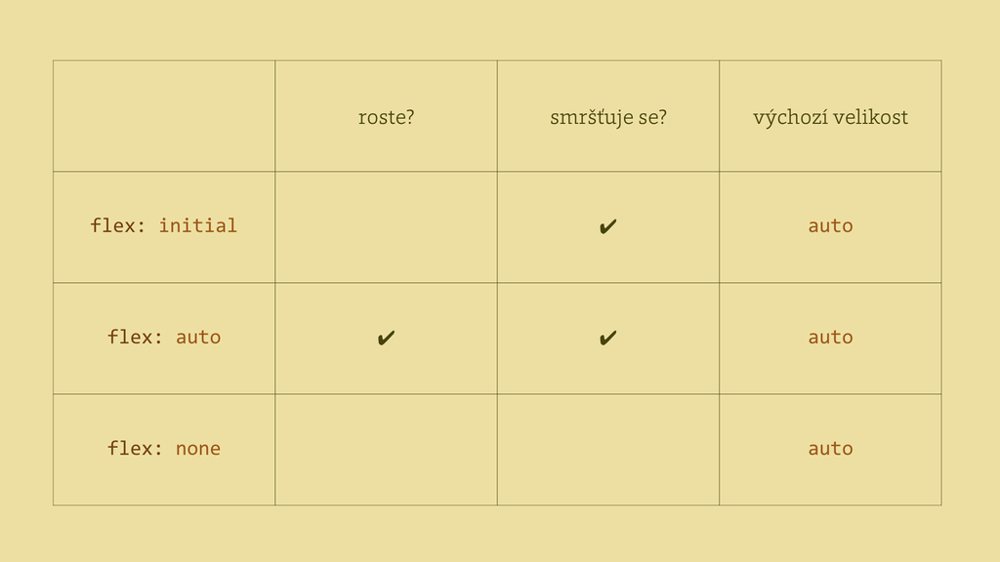 roste? smršťuje se? výchozí velikost
flex: initial ✔ auto
flex: auto ✔ ✔ auto
flex: none auto